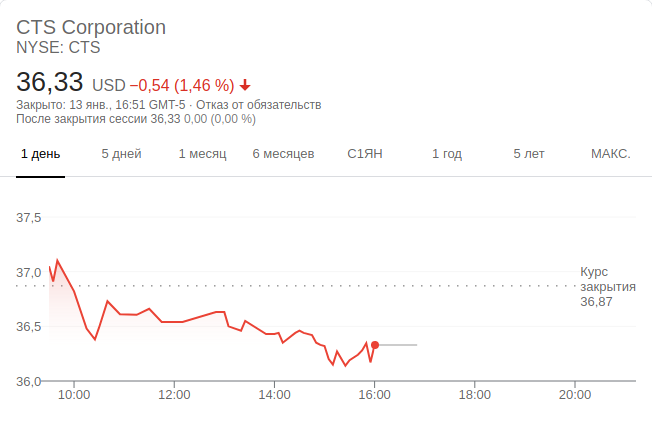 CTS Corporation
NYSE: CTS
36,33 USD −0,54 (1,46 %)
Закрыто: 13 янв., 16:51 GMT-5 · Отказ от обязательств
После закрытия сессии 36,33 0,00 (0,00 %)
1 день 5 дней 1 месяц 6 месяцев С1ЯН 1 год 5 лет МАКС.
37,5
37,0
36,5
36,0
Курс
закрытия
36,87
10:00 12:00 14:00 16:00 18:00 20:00